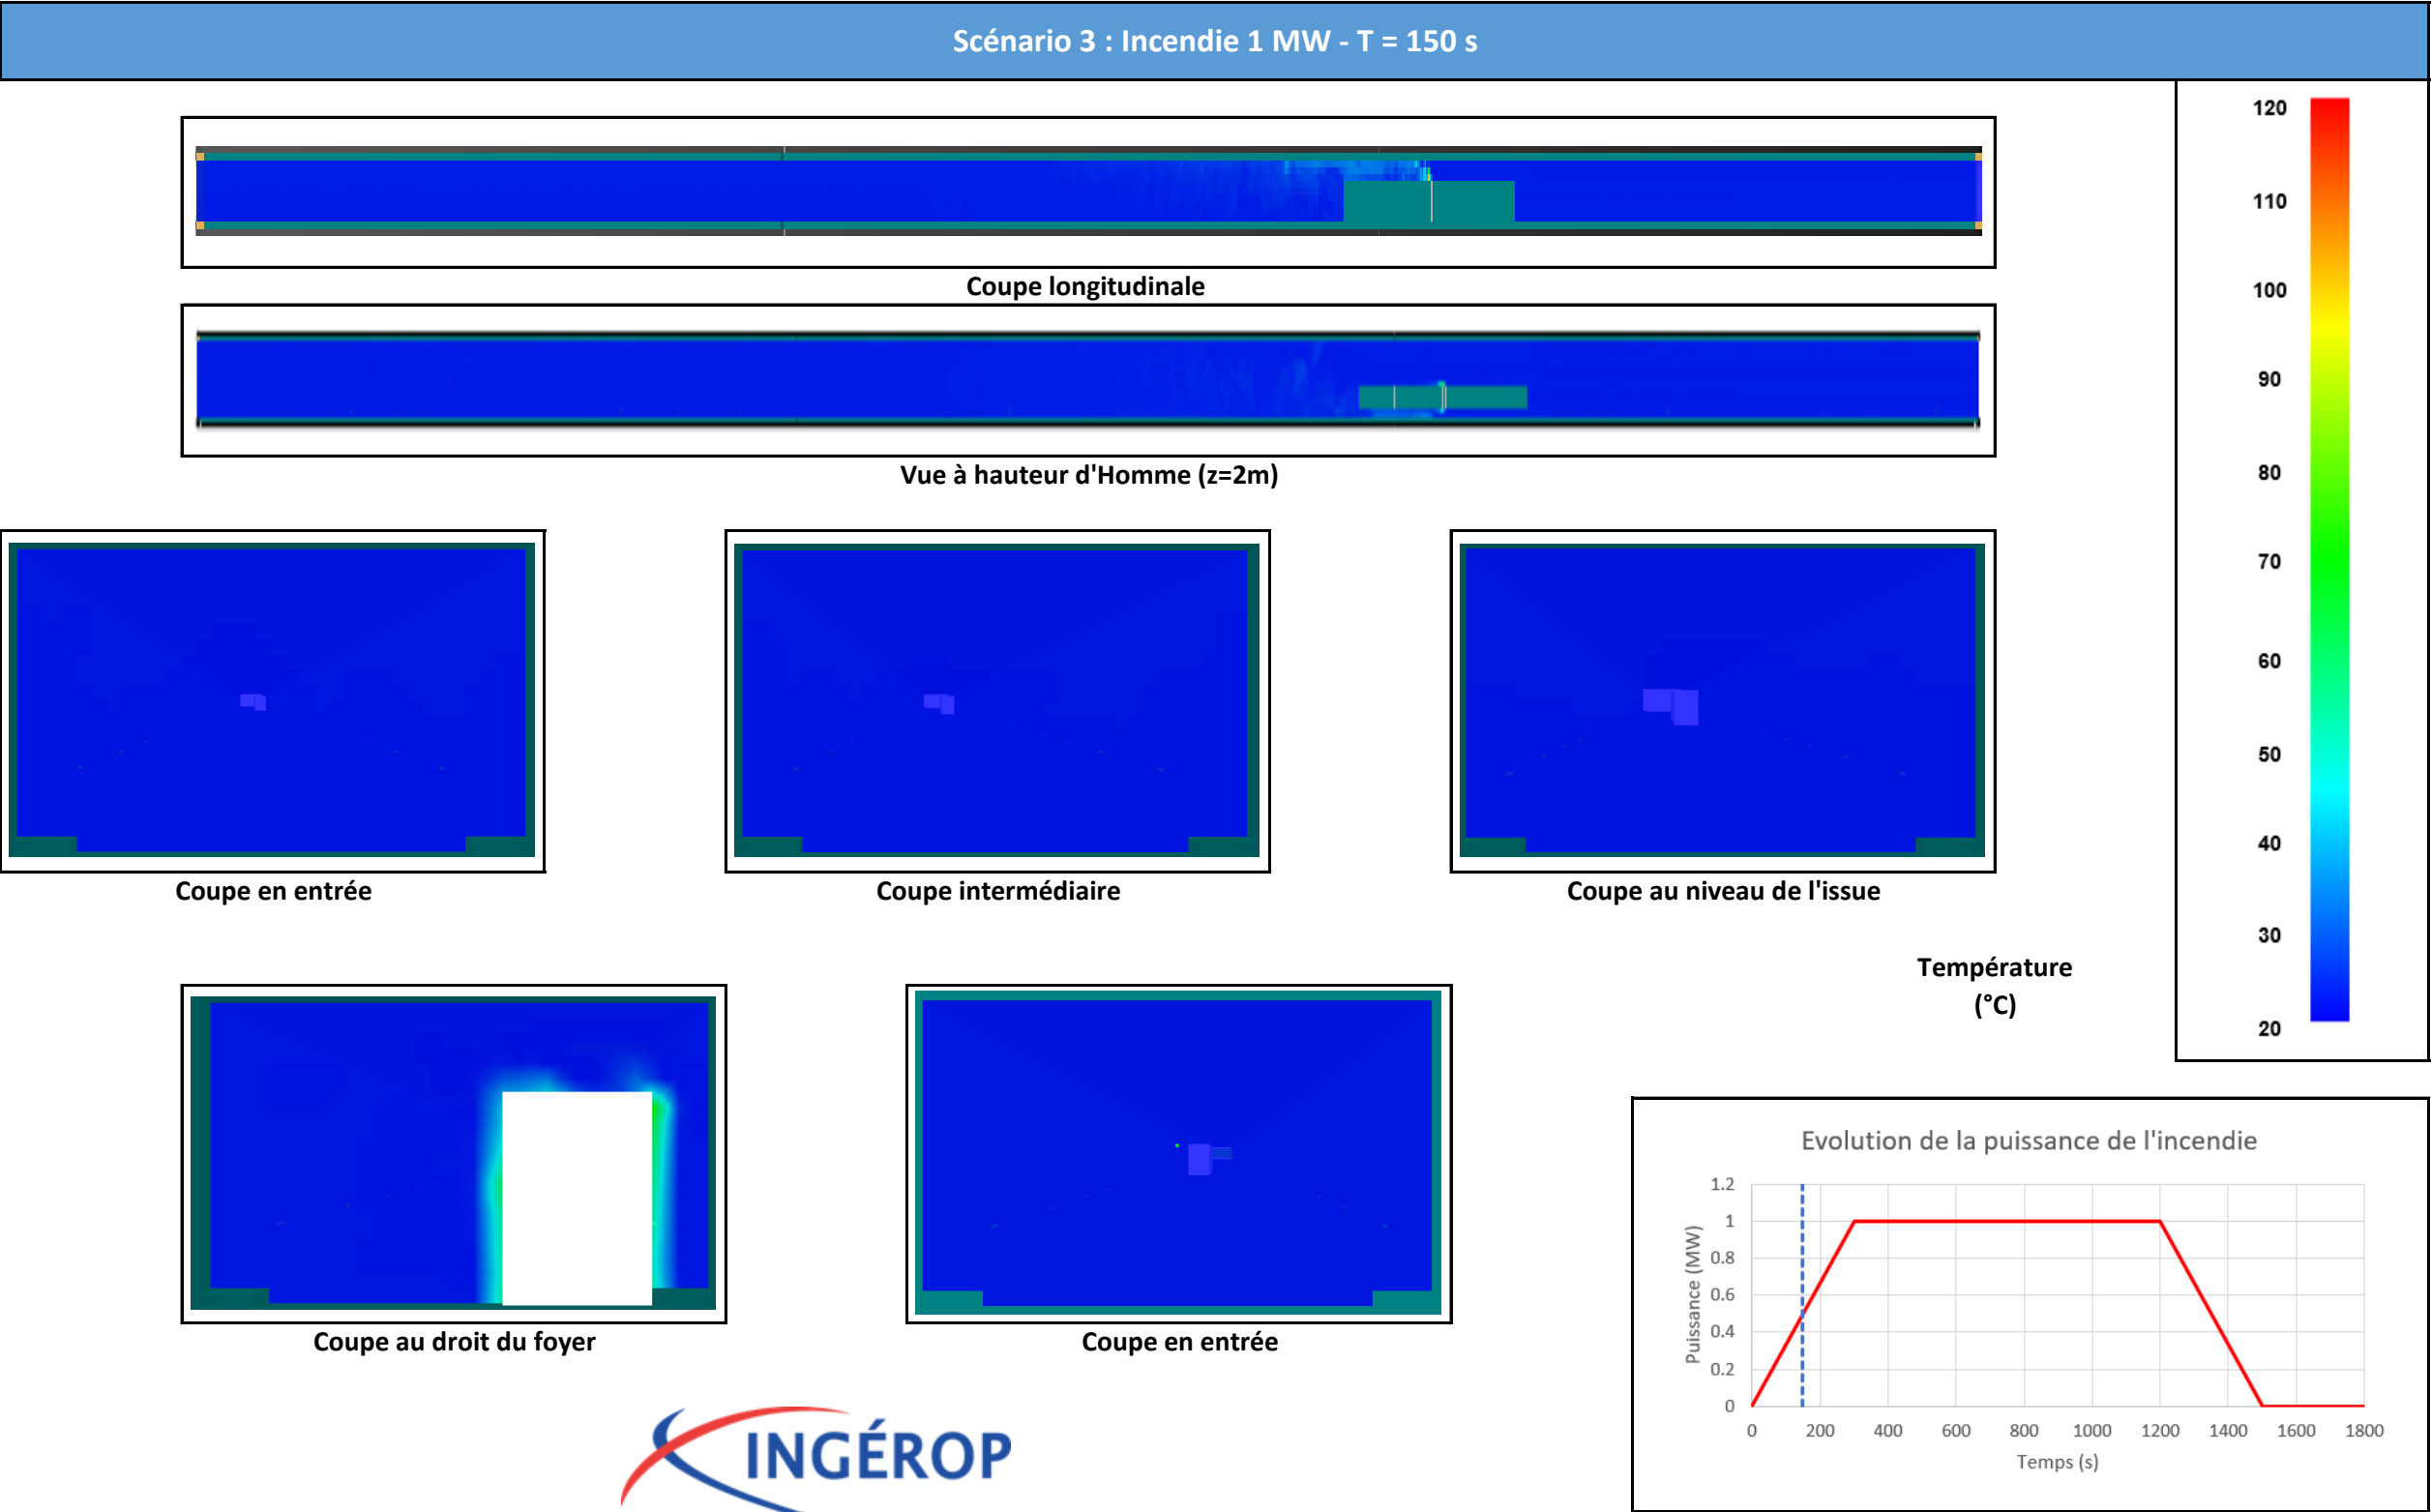 Scénario 3 : Incendie 1 MW - T = 150 s
Coupe longitudinale
Vue à hauteur d'Homme (z=2m)
Coupe en entrée
Coupe intermédiaire
Coupe au niveau de l'issue
Coupe au droit du foyer
Coupe en entrée
Température
(°C)
120
110
100
90
80
70
60
50
40
30
20
Evolution de la puissance de l'incendie
Puissance (MW)
1.2
1
0.8
0.6
0.4
0.2
0
0 200 400 600 800 1000 1200 1400 1600 1800
Temps (s)
INGÉROP